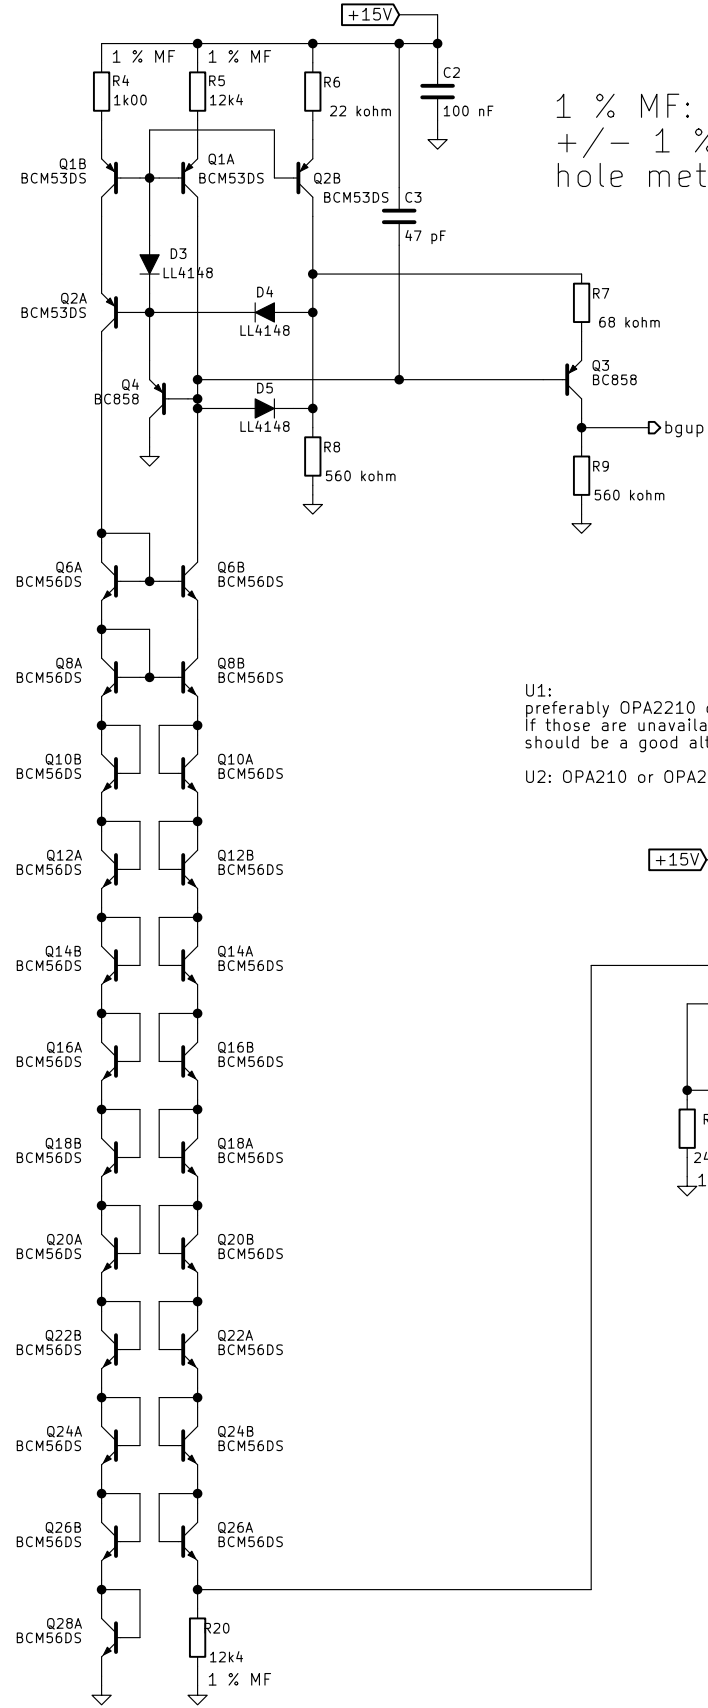 +15V
1 % MF
1 % MF
R4
1k00
R5
12k4
R6
22 kohm
C2
100 nF
1 % MF:
+/- 1 %
hole met
Q1B
BCM53DS
Q1A
BCM53DS
Q2B
BCM53DS
C3
47 pF
D3
LL4148
Q2A
BCM53DS
D4
LL4148
R7
68 kohm
Q3
BC858
Q4
BC858
D5
LL4148
bgup
R8
560 kohm
R9
560 kohm
Q6A
BCM56DS
Q6B
BCM56DS
Q8A
BCM56DS
Q8B
BCM56DS
U1:
preferably OPA2210
If those are unavaila
should be a good alt
U2: OPA210 or OPA2
Q10B
BCM56DS
Q10A
BCM56DS
+15V
Q12A
BCM56DS
Q12B
BCM56DS
Q14B
BCM56DS
Q14A
BCM56DS
Q16A
BCM56DS
Q16B
BCM56DS
R
24
1
Q18B
BCM56DS
Q18A
BCM56DS
Q20A
BCM56DS
Q20B
BCM56DS
Q22B
BCM56DS
Q22A
BCM56DS
Q24A
BCM56DS
Q24B
BCM56DS
Q26B
BCM56DS
Q26A
BCM56DS
Q28A
BCM56DS
R20
12k4
1 % MF